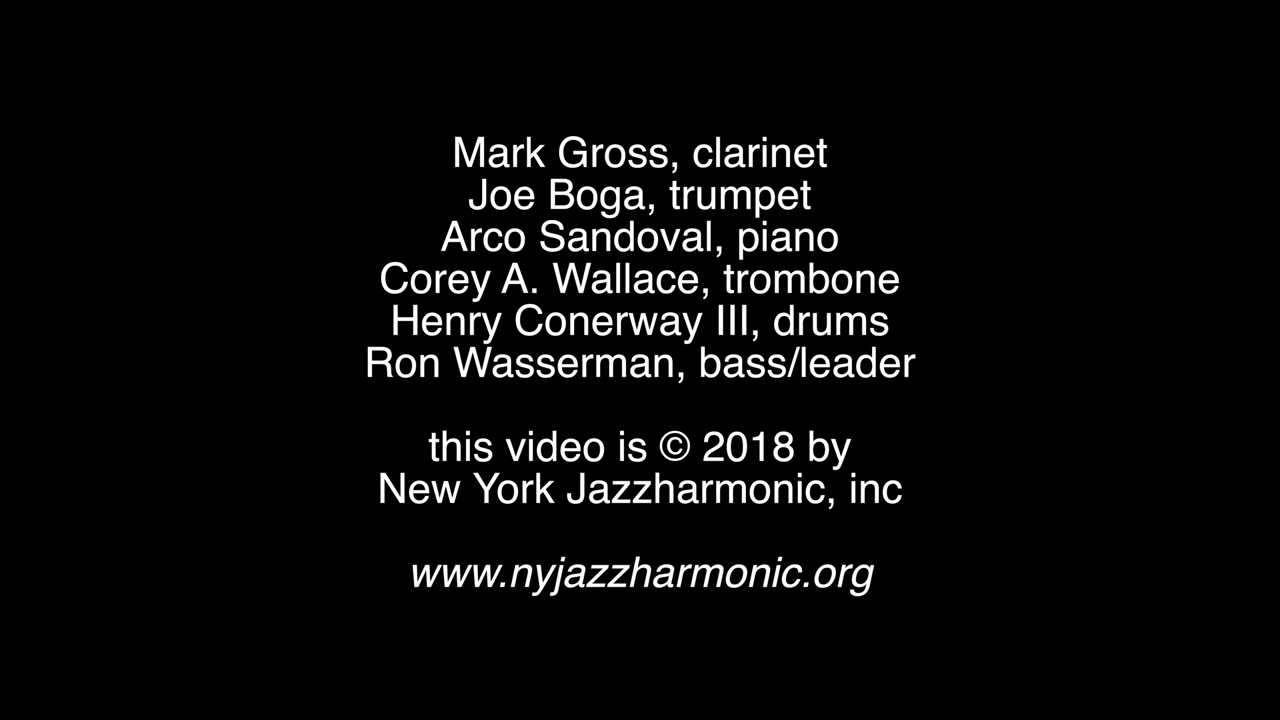 Mark Gross, clarinet
Joe Boga, trumpet
Arco Sandoval, piano
Corey A. Wallace, trombone
Henry Conerway III, drums
Ron Wasserman, bass/leader
this video is © 2018 by
New York Jazzharmonic, inc
www.nyjazzharmonic.org